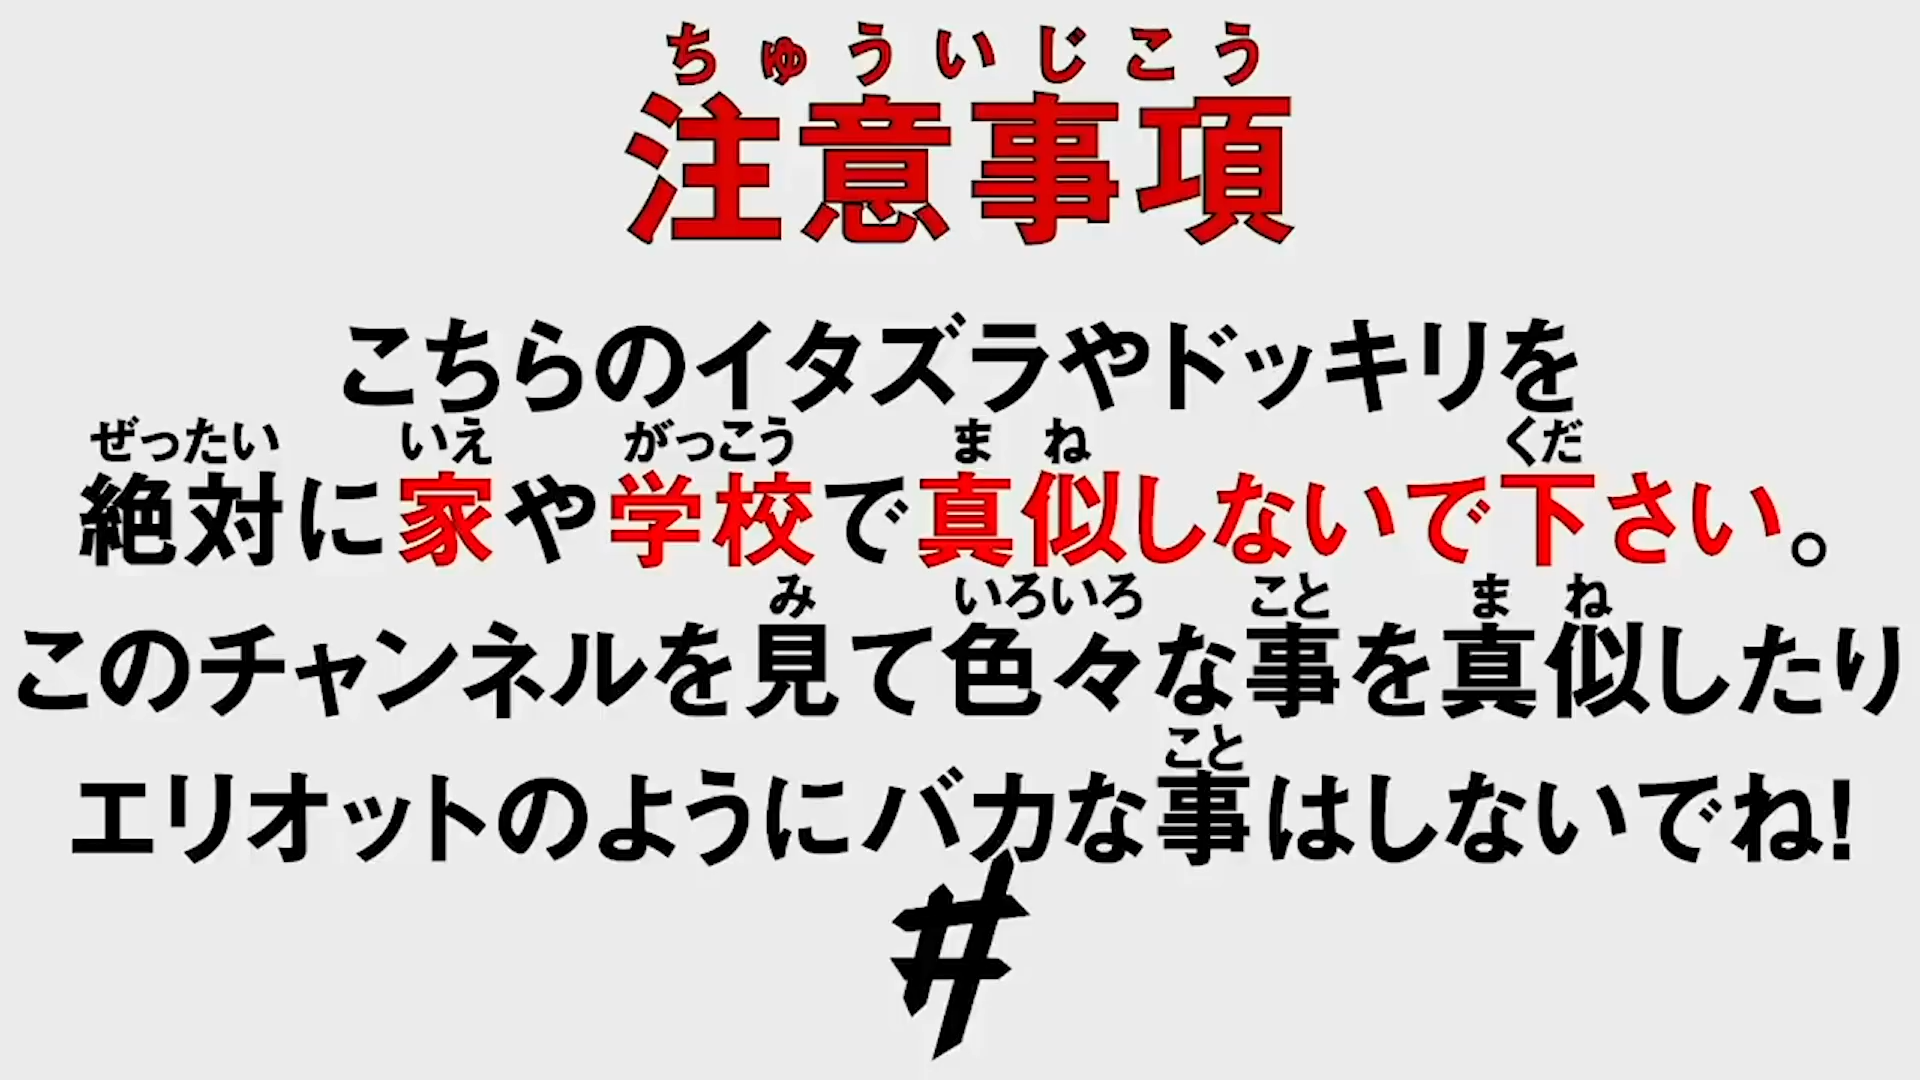 ちゅういじこう
注意事項
こちらのイタズラやドッキリを
ぜったい いえ がっこう まね くだ
絶対に家や学校で真似しないで下さい。
み いろいろ こと まね
このチャンネルを見て色々な事を真似したり
こと
エリオットのようにバカな事はしないでね!
#